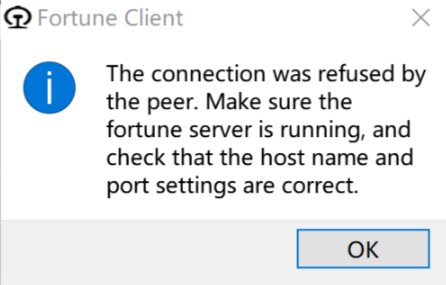 Fortune Client
The connection was refused by
the peer. Make sure the
fortune server is running, and
check that the host name and
port settings are correct.
OK